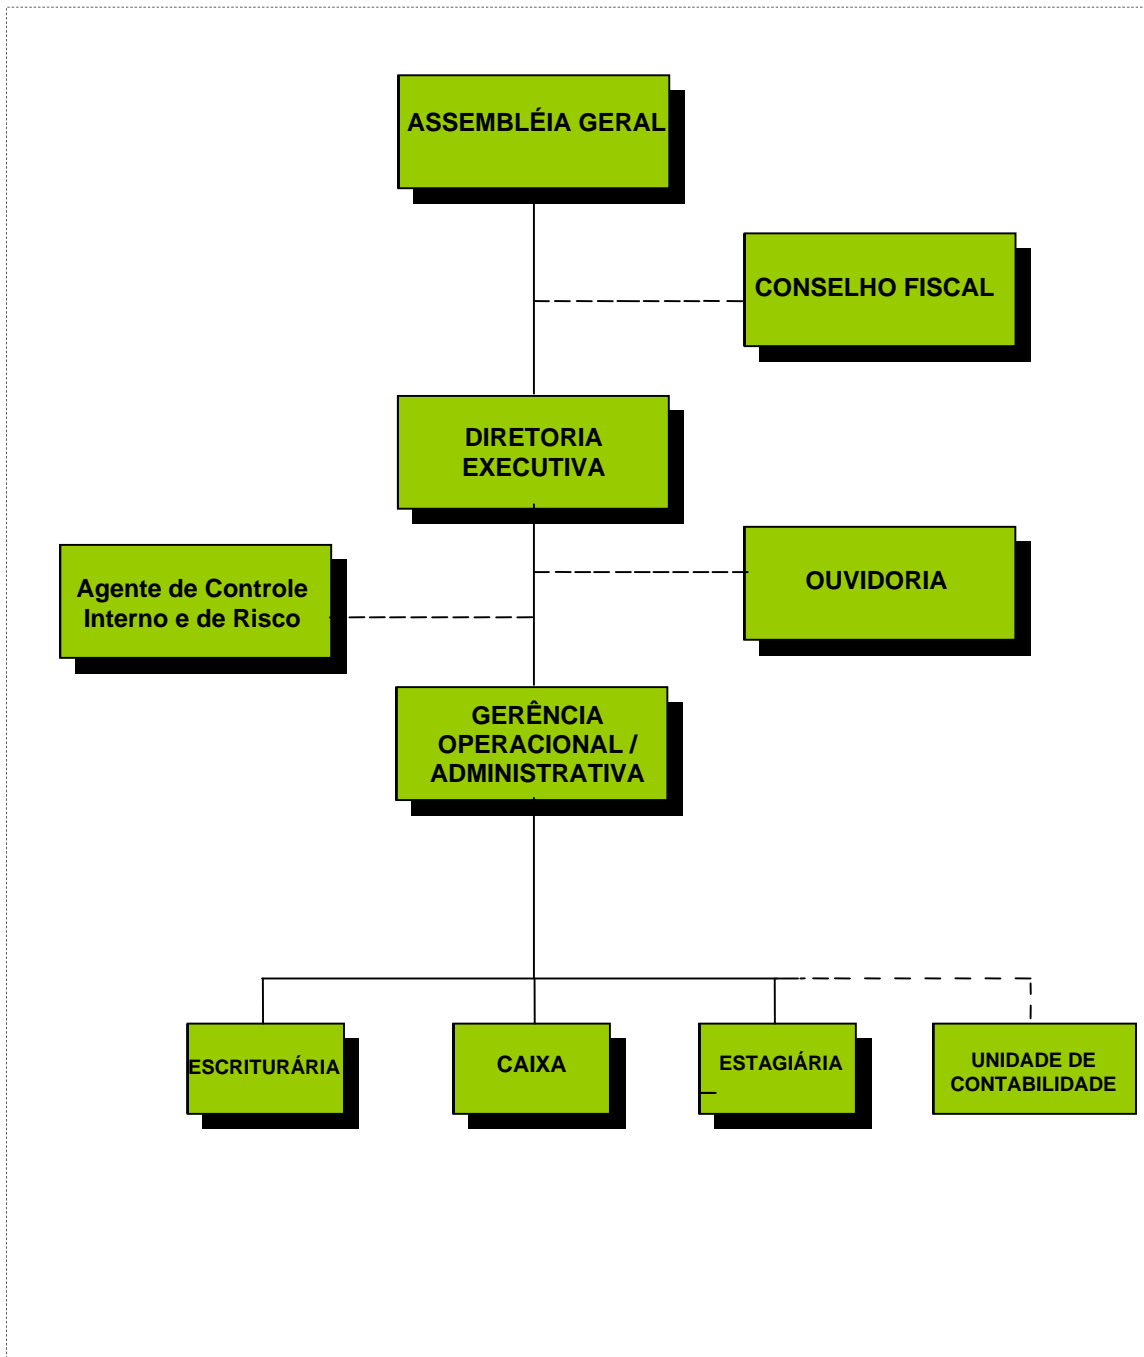 ASSEMBLÉIA GERAL
CONSELHO FISCAL
DIRETORIA
EXECUTIVA
Agente de Controle
Interno e de Risco
OUVIDORIA
GERÊNCIA
OPERACIONAL /
ADMINISTRATIVA
ESCRITURÁRIA
CAIXA
ESTAGIÁRIA
UNIDADE DE
CONTABILIDADE